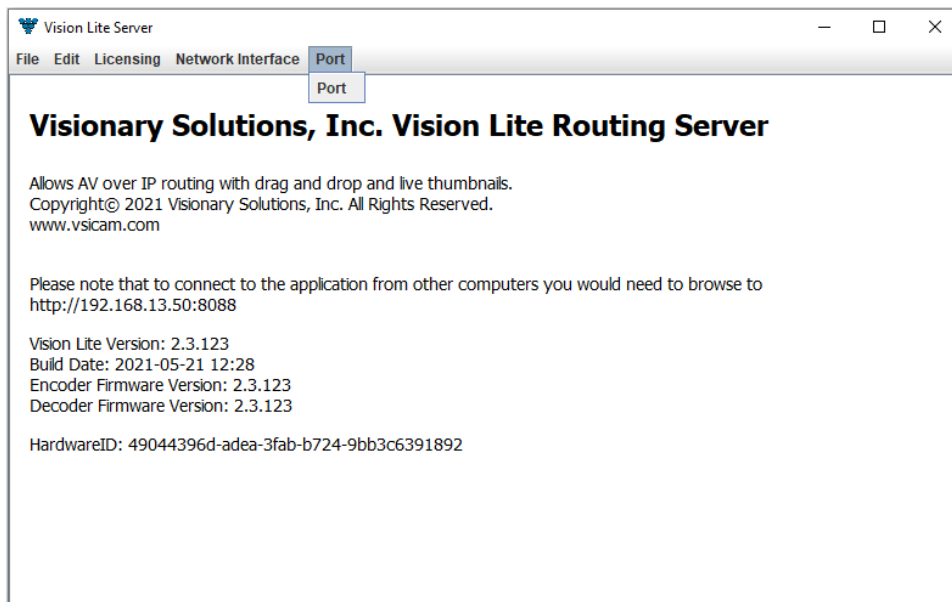 Vision Lite Server
File Edit Licensing Network Interface Port
Port
Visionary Solutions, Inc. Vision Lite Routing Server
Allows AV over IP routing with drag and drop and live thumbnails.
Copyright© 2021 Visionary Solutions, Inc. All Rights Reserved.
www.vsicam.com
Please note that to connect to the application from other computers you would need to browse to
http://192.168.13.50:8088
Vision Lite Version: 2.3.123
Build Date: 2021-05-21 12:28
Encoder Firmware Version: 2.3.123
Decoder Firmware Version: 2.3.123
HardwareID: 49044396d-adea-3fab-b724-9bb3c6391892